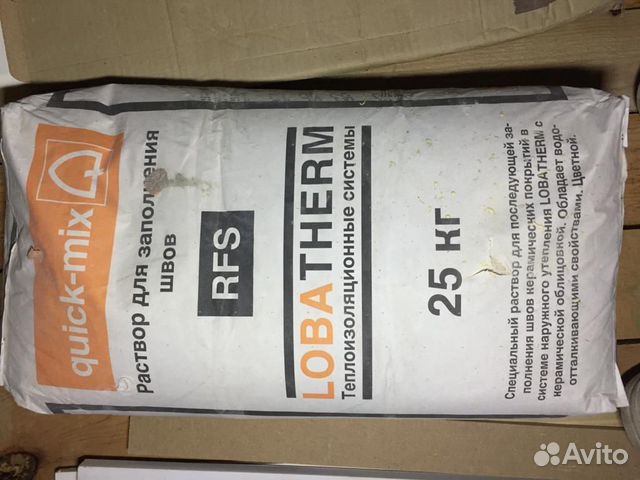 quick-mix
Раствор для заполнения
швов
RFS
LOBATHERM
Теплоизоляционные системы
25 кг
Специальный раствор для последующей за-
полнения швов керамических покрытий в
системе наружного утепления LOBATHERM с
керамической облицовкой. Обладает водо-
отталкивающими свойствами. Цветной.
Avito